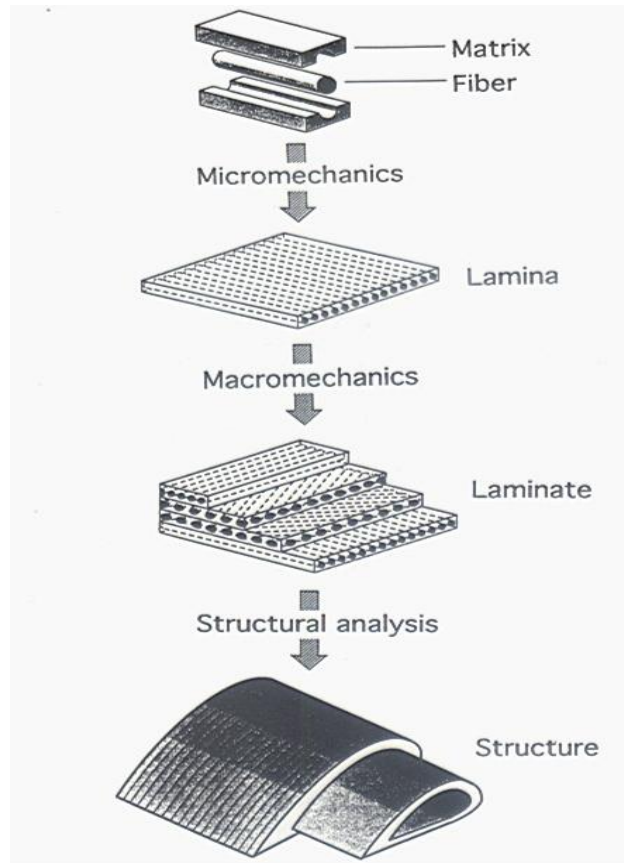 Matrix
Fiber
Micromechanics
Lamina
Macromechanics
Laminate
Structural analysis
Structure